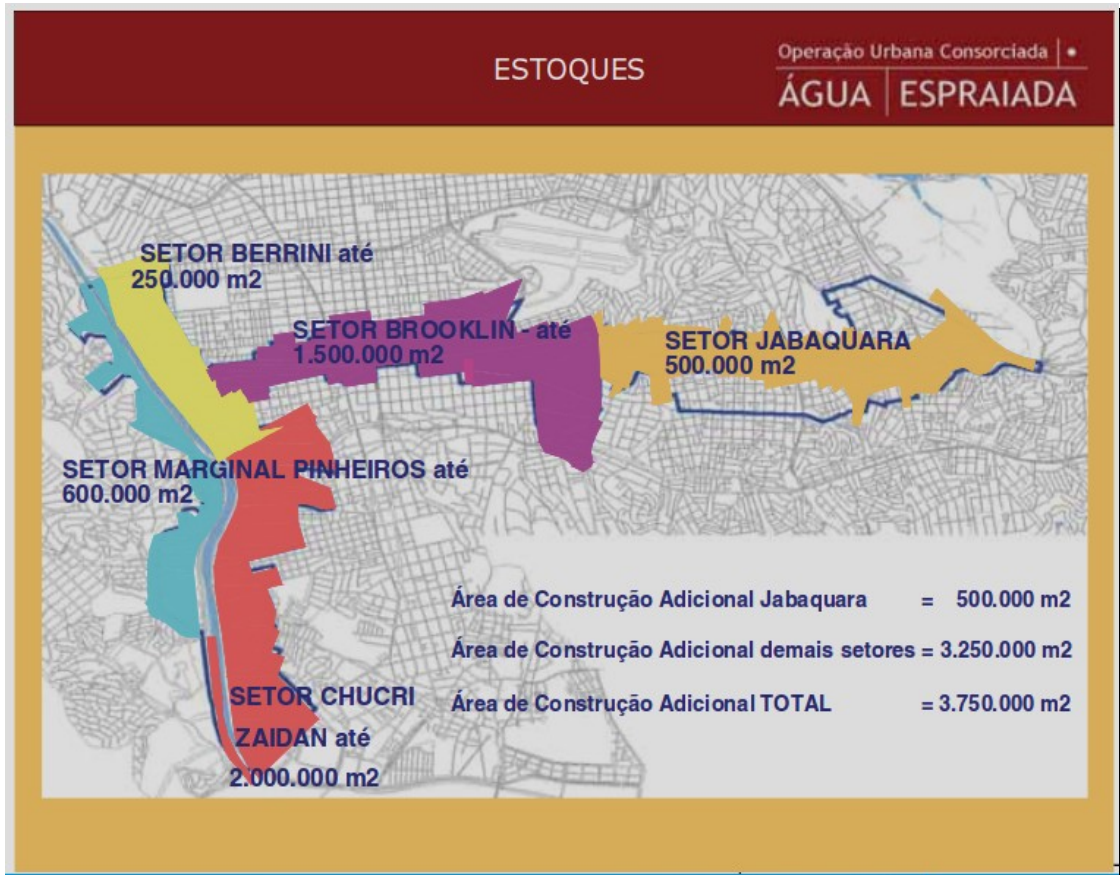 ESTOQUES
Operação Urbana Consorciada
ÁGUA ESPRAIADA
SETOR BERRINI até
250.000 m2
SETOR BROOKLIN - até
1.500.000 m2
SETOR JABAQUARA
500.000 m2
SETOR MARGINAL PINHEIROS até
600.000 m2
Área de Construção Adicional Jabaquara = 500.000 m2
Área de Construção Adicional demais setores = 3.250.000 m2
Área de Construção Adicional TOTAL = 3.750.000 m2
SETOR CHUCRI
ZAIDAN até
2.000.000 m2